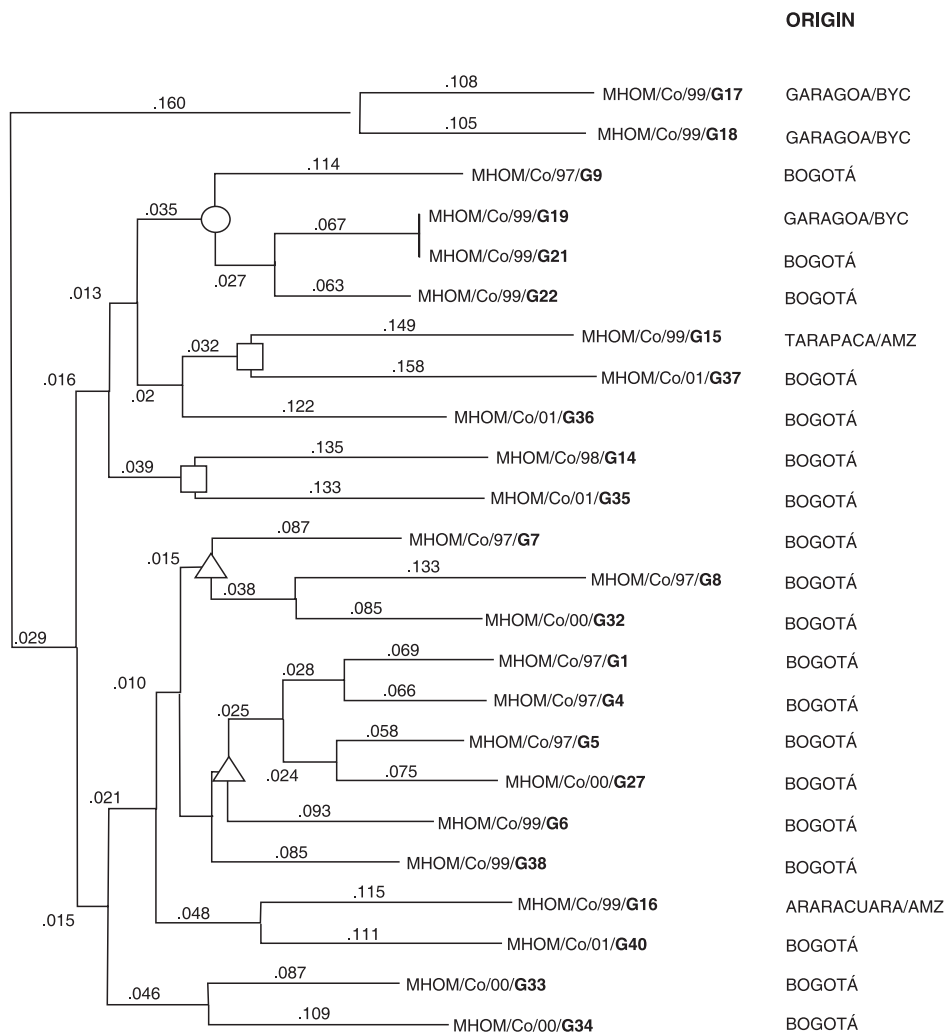 ORIGIN
.108
MHOM/Co/99/G17 GARAGOA/BYC
.160
.105
MHOM/Co/99/G18 GARAGOA/BYC
.114
MHOM/Co/97/G9 BOGOTÁ
.035
.067
MHOM/Co/99/G19 GARAGOA/BYC
MHOM/Co/99/G21 BOGOTÁ
.027
.063
MHOM/Co/99/G22 BOGOTÁ
.013
.149
MHOM/Co/99/G15 TARAPACA/AMZ
.032
.158
MHOM/Co/01/G37 BOGOTÁ
.016
.02
.122
MHOM/Co/01/G36 BOGOTÁ
.135
MHOM/Co/98/G14 BOGOTÁ
.039
.133
MHOM/Co/01/G35 BOGOTÁ
.087
MHOM/Co/97/G7 BOGOTÁ
.015
.133
MHOM/Co/97/G8 BOGOTÁ
.038
.085
MHOM/Co/00/G32 BOGOTÁ
.029
.069
MHOM/Co/97/G1 BOGOTÁ
.028
.010
.066
MHOM/Co/97/G4 BOGOTÁ
.025
.058
MHOM/Co/97/G5 BOGOTÁ
.024
.075
MHOM/Co/00/G27 BOGOTÁ
.021
.093
MHOM/Co/99/G6 BOGOTÁ
.085
MHOM/Co/99/G38 BOGOTÁ
.115
MHOM/Co/99/G16 ARARACUARA/AMZ
.015
.048
.111
MHOM/Co/01/G40 BOGOTÁ
.087
MHOM/Co/00/G33 BOGOTÁ
.046
.109
MHOM/Co/00/G34 BOGOTÁ